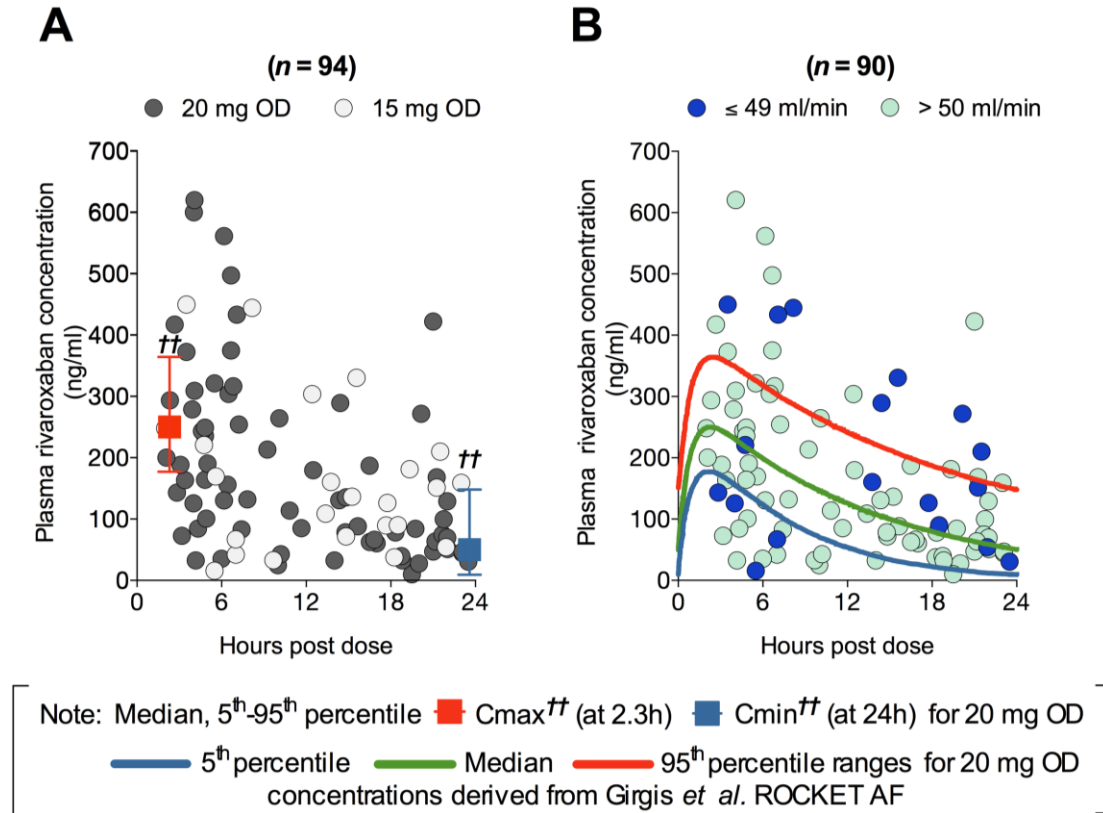 A
B
(n = 94)
(n = 90)
20 mg OD
15 mg OD
≤ 49 ml/min
> 50 ml/min
Plasma rivaroxaban concentration
(ng/ml)
700
600
500
400
300
200
100
0
††
††
0 6 12 18 24
Hours post dose
Plasma rivaroxaban concentration
(ng/ml)
700
600
500
400
300
200
100
0
0 6 12 18 24
Hours post dose
Note: Median, 5th-95th percentile Cmax†† (at 2.3h) Cmin†† (at 24h) for 20 mg OD
5th percentile Median 95th percentile ranges for 20 mg OD
concentrations derived from Girgis et al. ROCKET AF